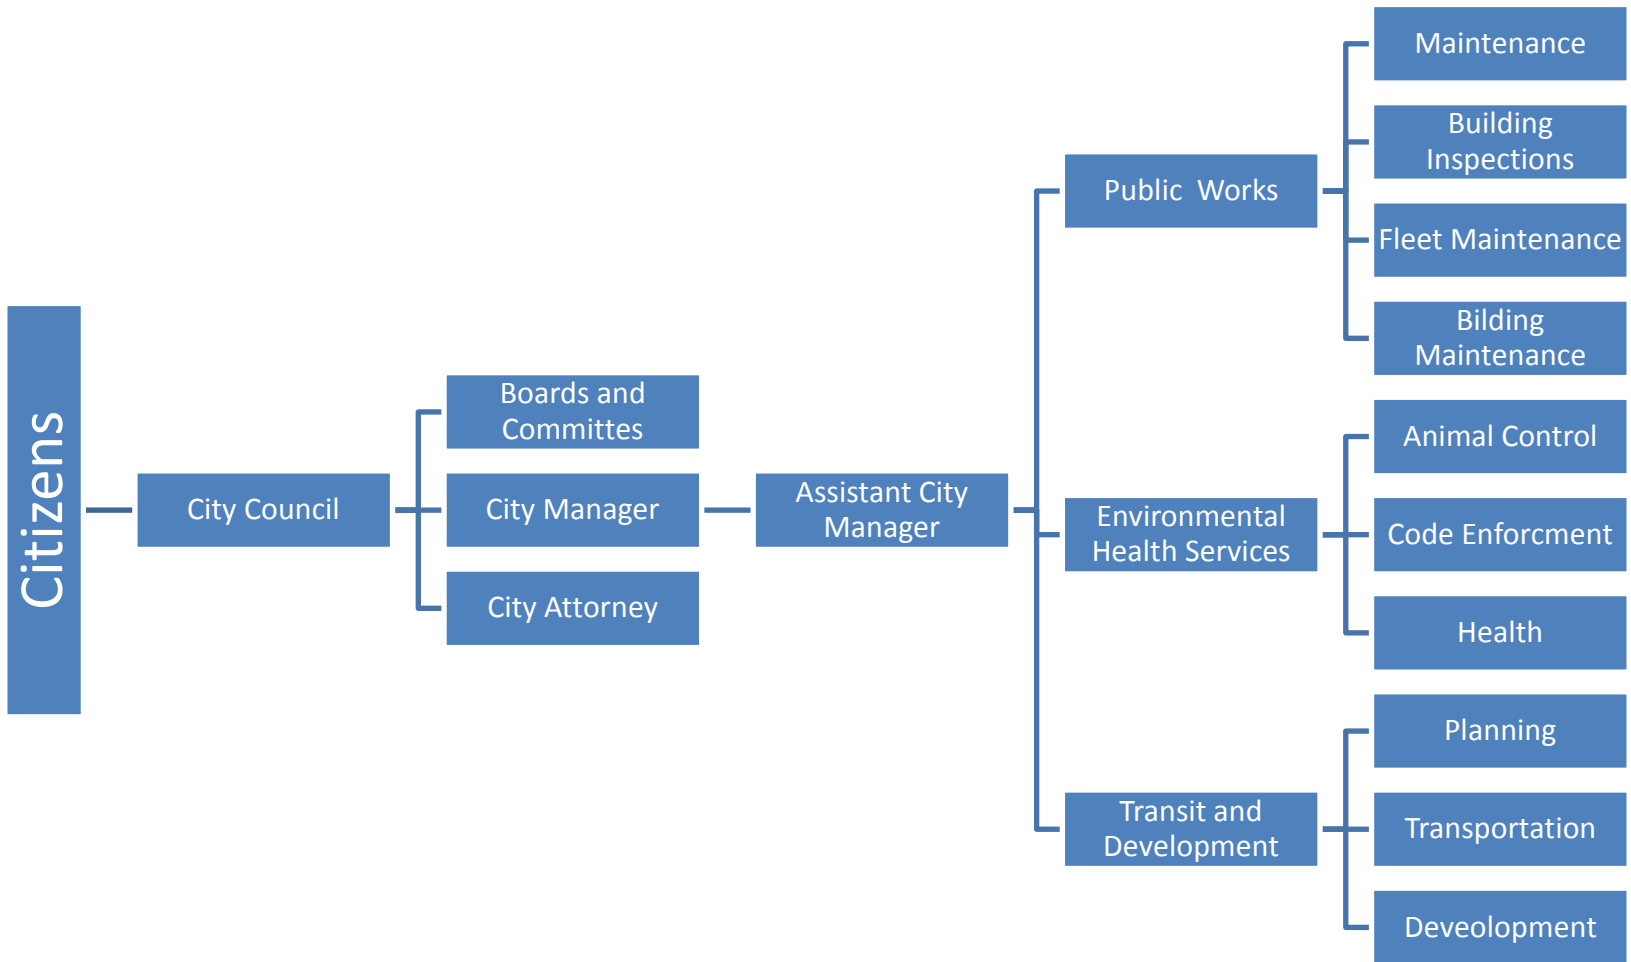 Citizens
City Council
Boards and
Committes
City Manager
City Attorney
Assistant City
Manager
Public  Works
Maintenance
Building
Inspections
Fleet Maintenance
Bilding
Maintenance
Environmental
Health Services
Animal Control
Code Enforcment
Health
Transit and
Development
Planning
Transportation
Deveolopment